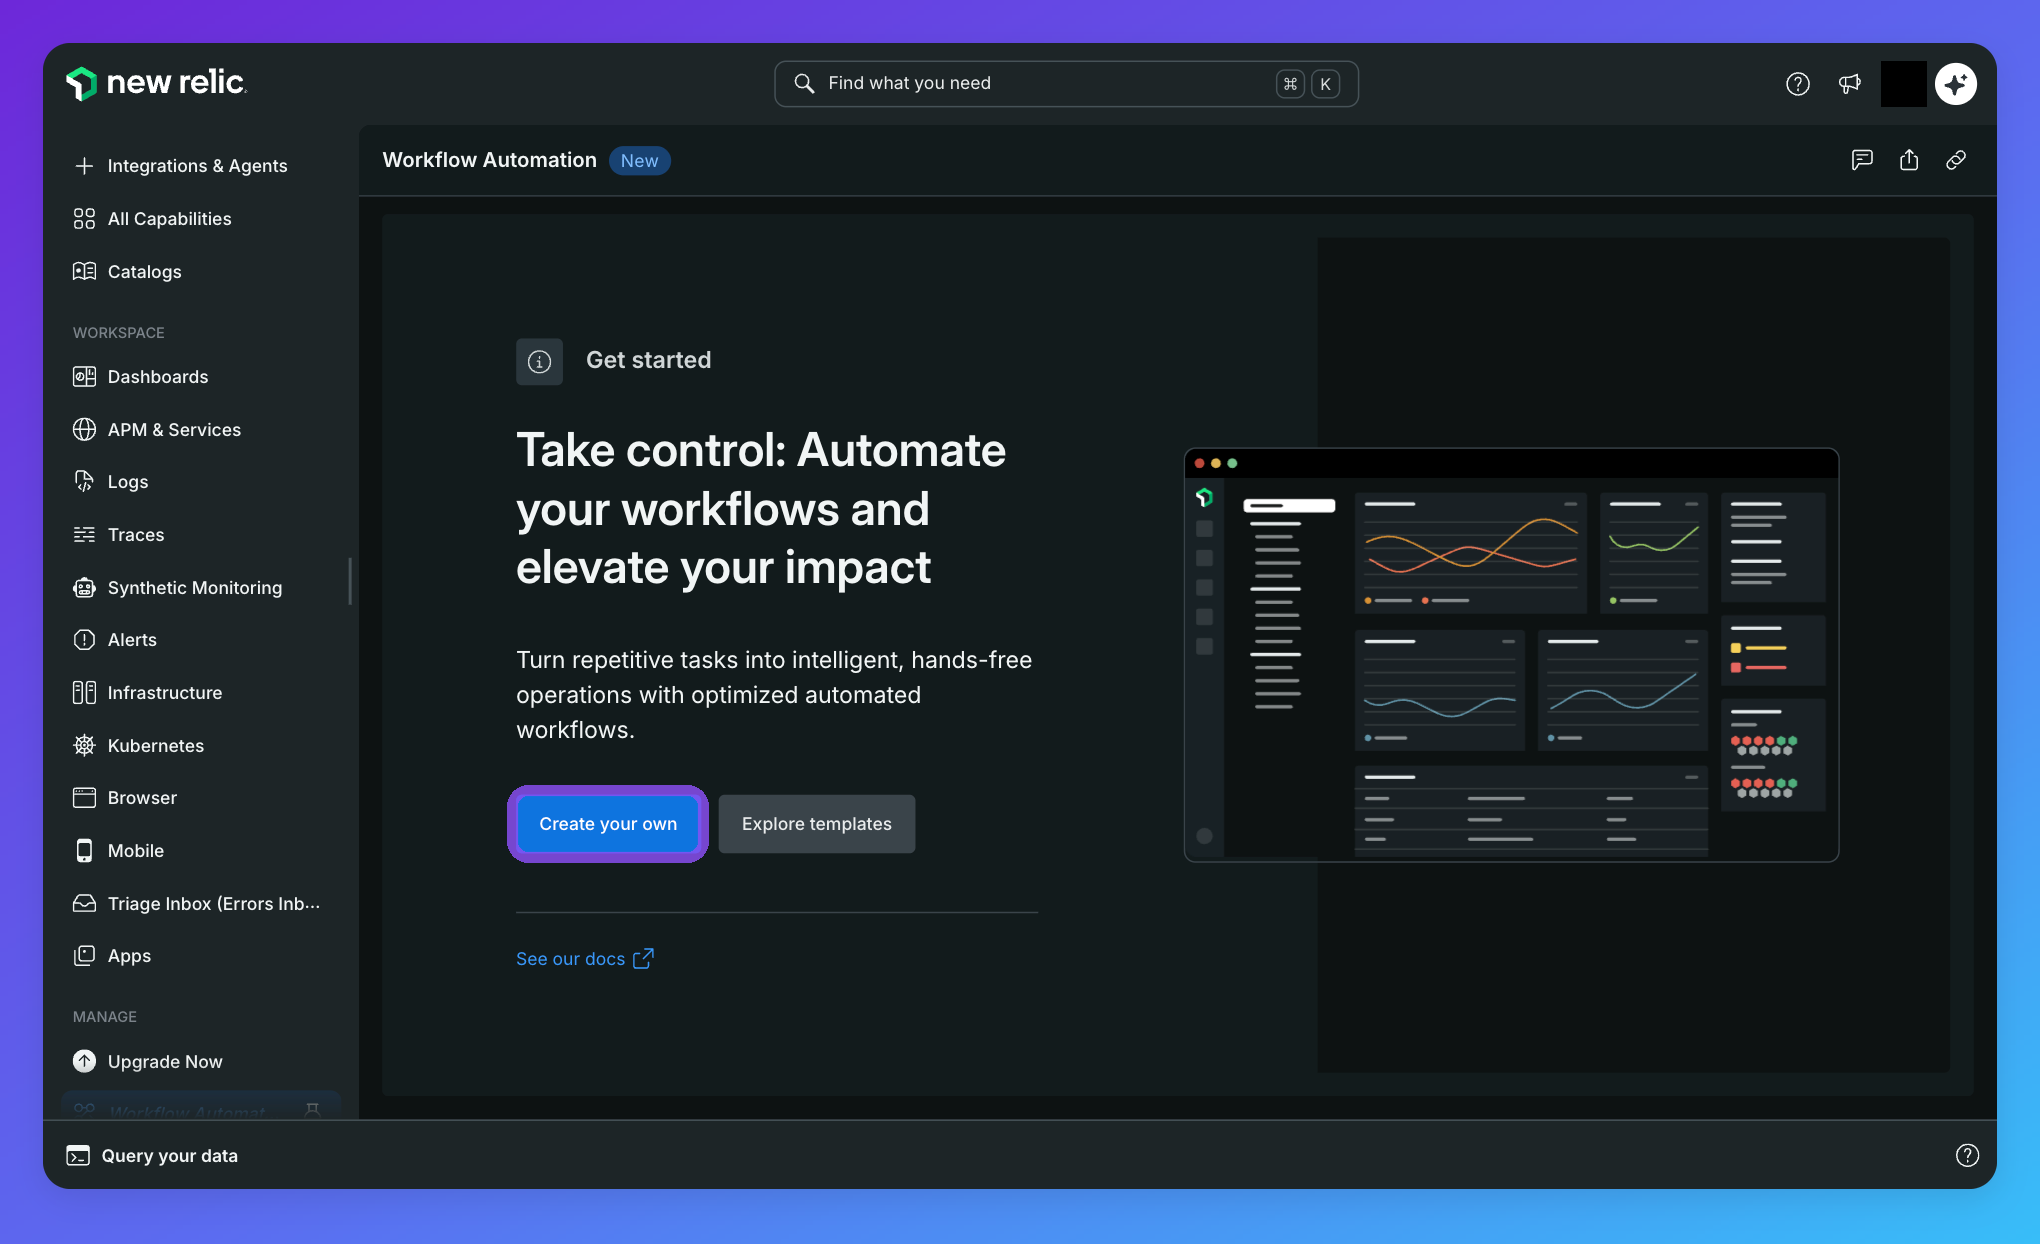 new relic.
Find what you need
⌘ K
Integrations & Agents
All Capabilities
Catalogs
WORKSPACE
Dashboards
APM & Services
Logs
Traces
Synthetic Monitoring
Alerts
Infrastructure
Kubernetes
Browser
Mobile
Triage Inbox (Errors Inb...
Apps
MANAGE
Upgrade Now
Workflow Automat
Workflow Automation New
Get started
Take control: Automate
your workflows and
elevate your impact
Turn repetitive tasks into intelligent, hands-free
operations with optimized automated
workflows.
Create your own
Explore templates
See our docs
Query your data